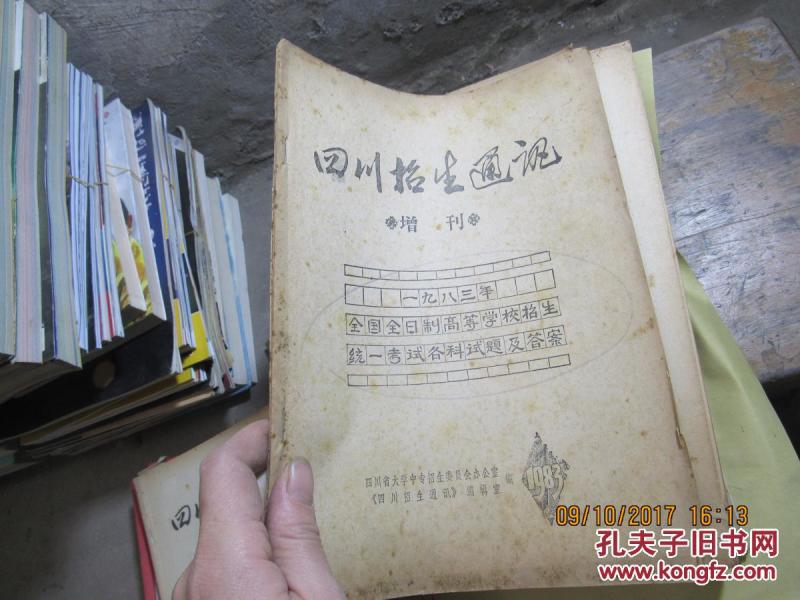 四川招生通讯
增刊
一九八三年
全国全日制高等学校招生
统一考试各科试题及答案
四川省大学中专招生委员会办公室
《四川招生通讯》编辑室 编
1983
四川
09/10/2017 16:13
孔夫子旧书网
www.kongfz.com